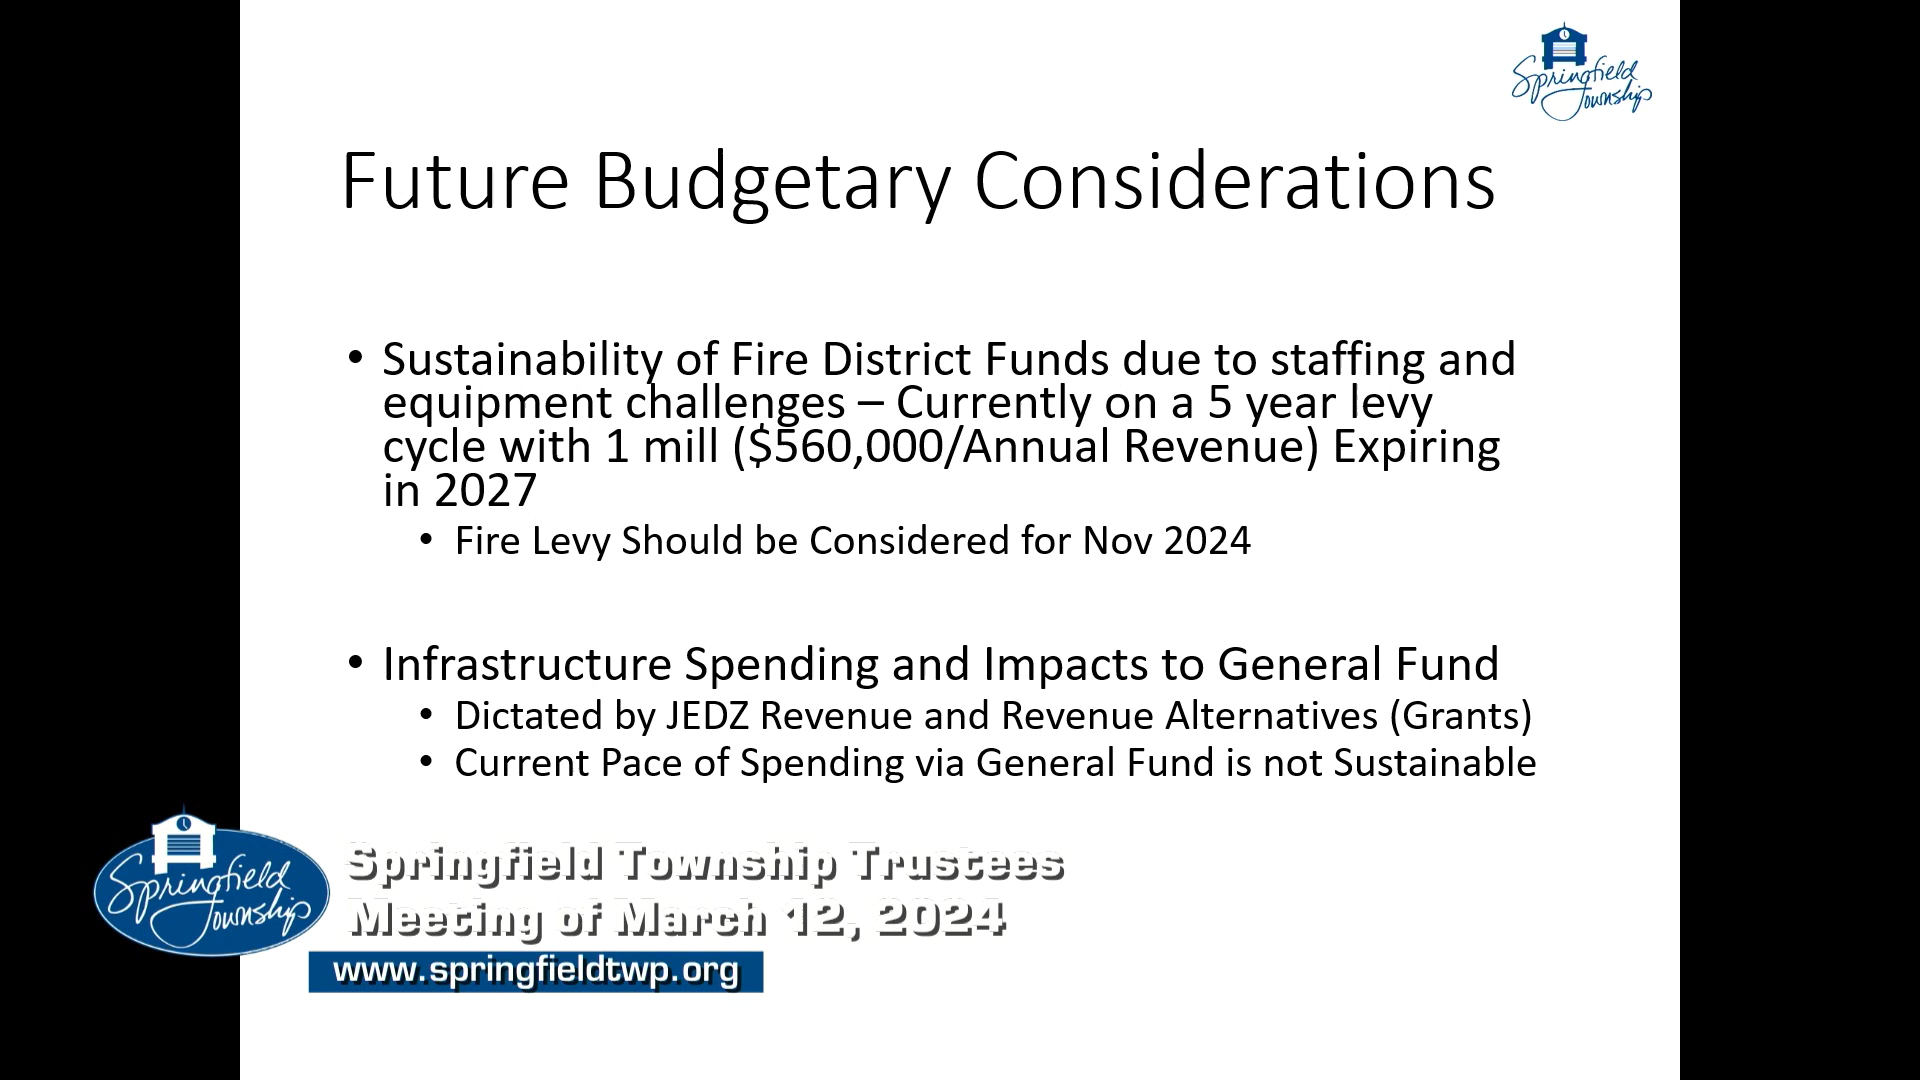 Springfield
Township
Future Budgetary Considerations
• Sustainability of Fire District Funds due to staffing and
equipment challenges – Currently on a 5 year levy
cycle with 1 mill ($560,000/Annual Revenue) Expiring
in 2027
• Fire Levy Should be Considered for Nov 2024
• Infrastructure Spending and Impacts to General Fund
• Dictated by JEDZ Revenue and Revenue Alternatives (Grants)
• Current Pace of Spending via General Fund is not Sustainable
Springfield
Township
Springfield Township Trustees
Meeting of March 12, 2024
www.springfieldtwp.org